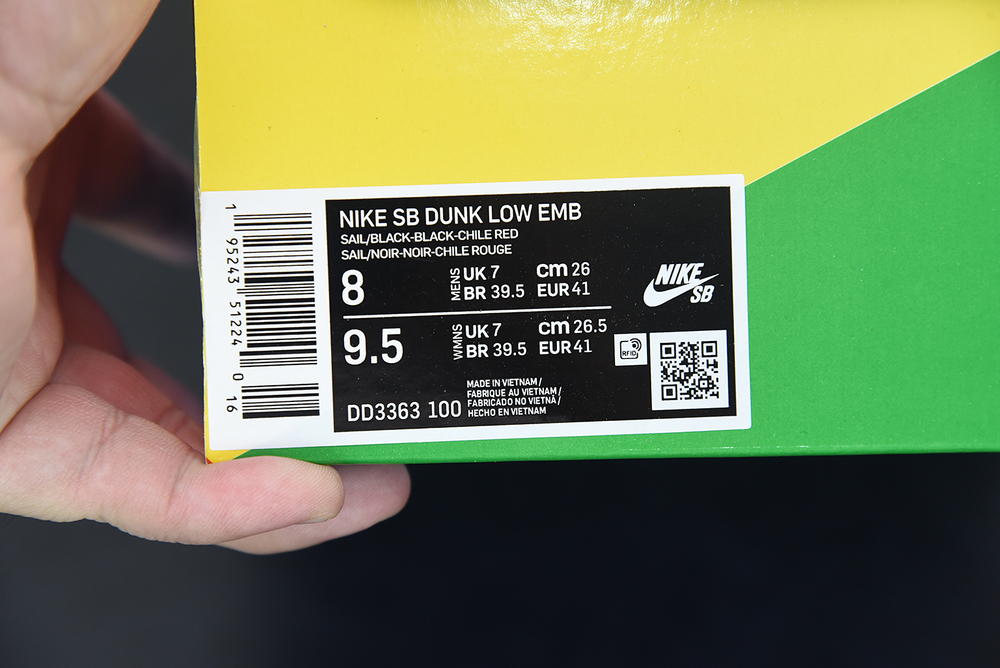 1 95243 51224 0 16
NIKE SB DUNK LOW EMB
SAIL/BLACK-BLACK-CHILE RED
SAIL/NOIR-NOIR-CHILE ROUGE
8 MENS UK 7 cm 26
BR 39.5 EUR 41
9.5 WMNS UK 7 cm 26.5
BR 39.5 EUR 41
NIKE
SB
RFID
MADE IN VIETNAM /
FABRIQUE AU VIETNAM /
FABRICADO NO VIETNÃ /
HECHO EN VIETNAM
DD3363 100